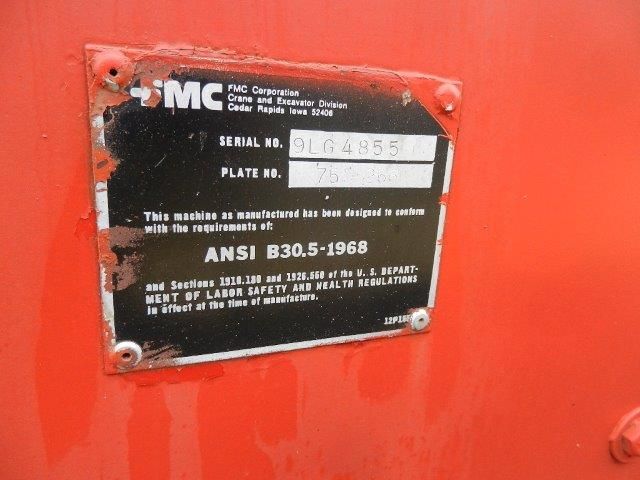 FMC
FMC Corporation
Crane and Excavator Division
Cedar Rapids Iowa 52406
SERIAL NO. 9LG4855
PLATE NO.
This machine as manufactured has been designed to conform
with the requirements of:
ANSI B30.5-1968
and Sections 1910.180 and 1926.550 of the U. S. DEPART-
MENT OF LABOR SAFETY AND HEALTH REGULATIONS
in effect at the time of manufacture.